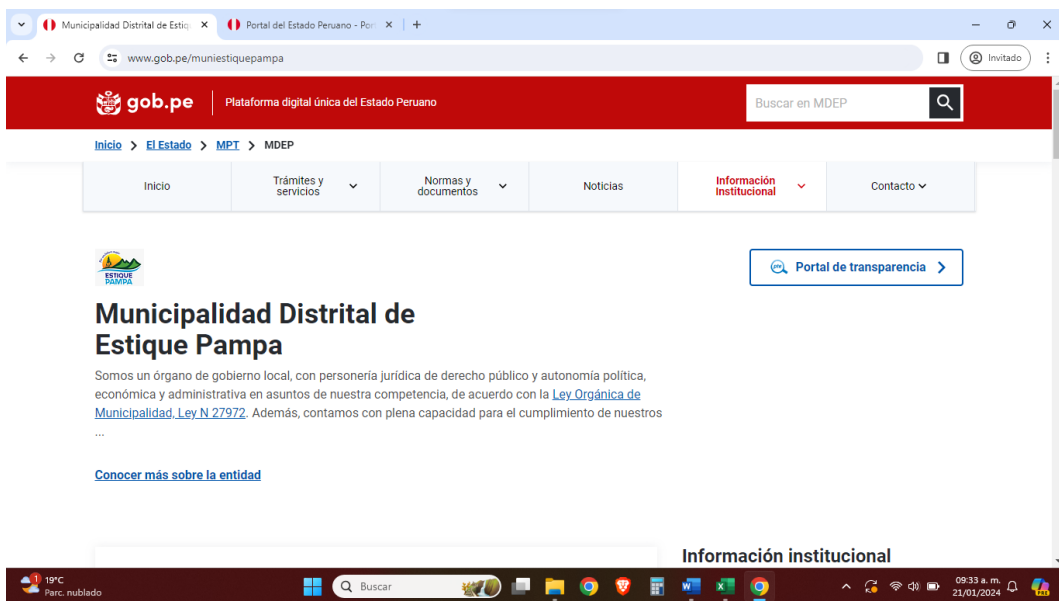 Municipalidad Distrital de Estiq
Portal del Estado Peruano - Por
www.gob.pe/muniestiquepampa
Invitado
gob.pe
Plataforma digital única del Estado Peruano
Buscar en MDEP
Inicio > El Estado > MPT > MDEP
Inicio
Trámites y
servicios
Normas y
documentos
Noticias
Información
Institucional
Contacto
ESTIQUE
PAMPA
Portal de transparencia
Municipalidad Distrital de
Estique Pampa
Somos un órgano de gobierno local, con personería jurídica de derecho público y autonomía política,
económica y administrativa en asuntos de nuestra competencia, de acuerdo con la Ley Orgánica de
Municipalidad, Ley N 27972. Además, contamos con plena capacidad para el cumplimiento de nuestros
...
Conocer más sobre la entidad
Información institucional
1
19°C
Parc. nublado
Buscar
09:33 a. m.
21/01/2024